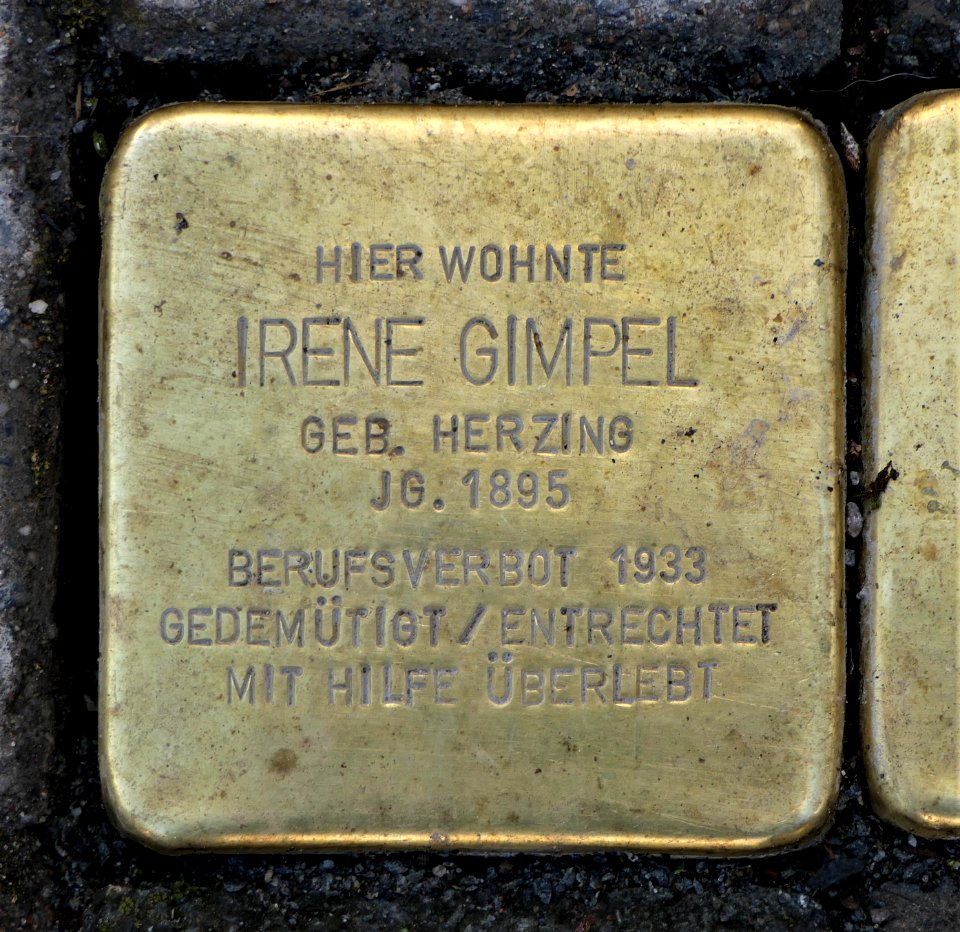 HIER WOHNTE
IRENE GIMPEL
GEB. HERZING
JG. 1895
BERUFSVERBOT 1933
GEDEMÜTIGT / ENTRECHTET
MIT HILFE ÜBERLEBT